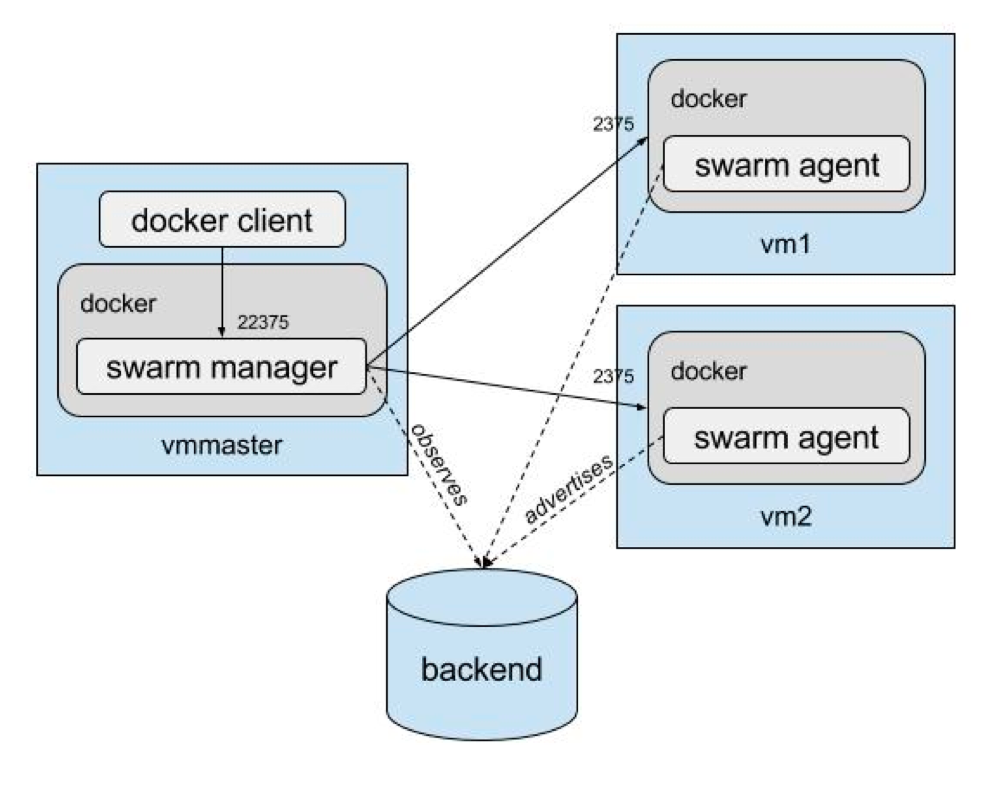 docker client
docker
22375
swarm manager
vmmaster
observes
advertises
2375
docker
swarm agent
vm1
2375
docker
swarm agent
vm2
backend